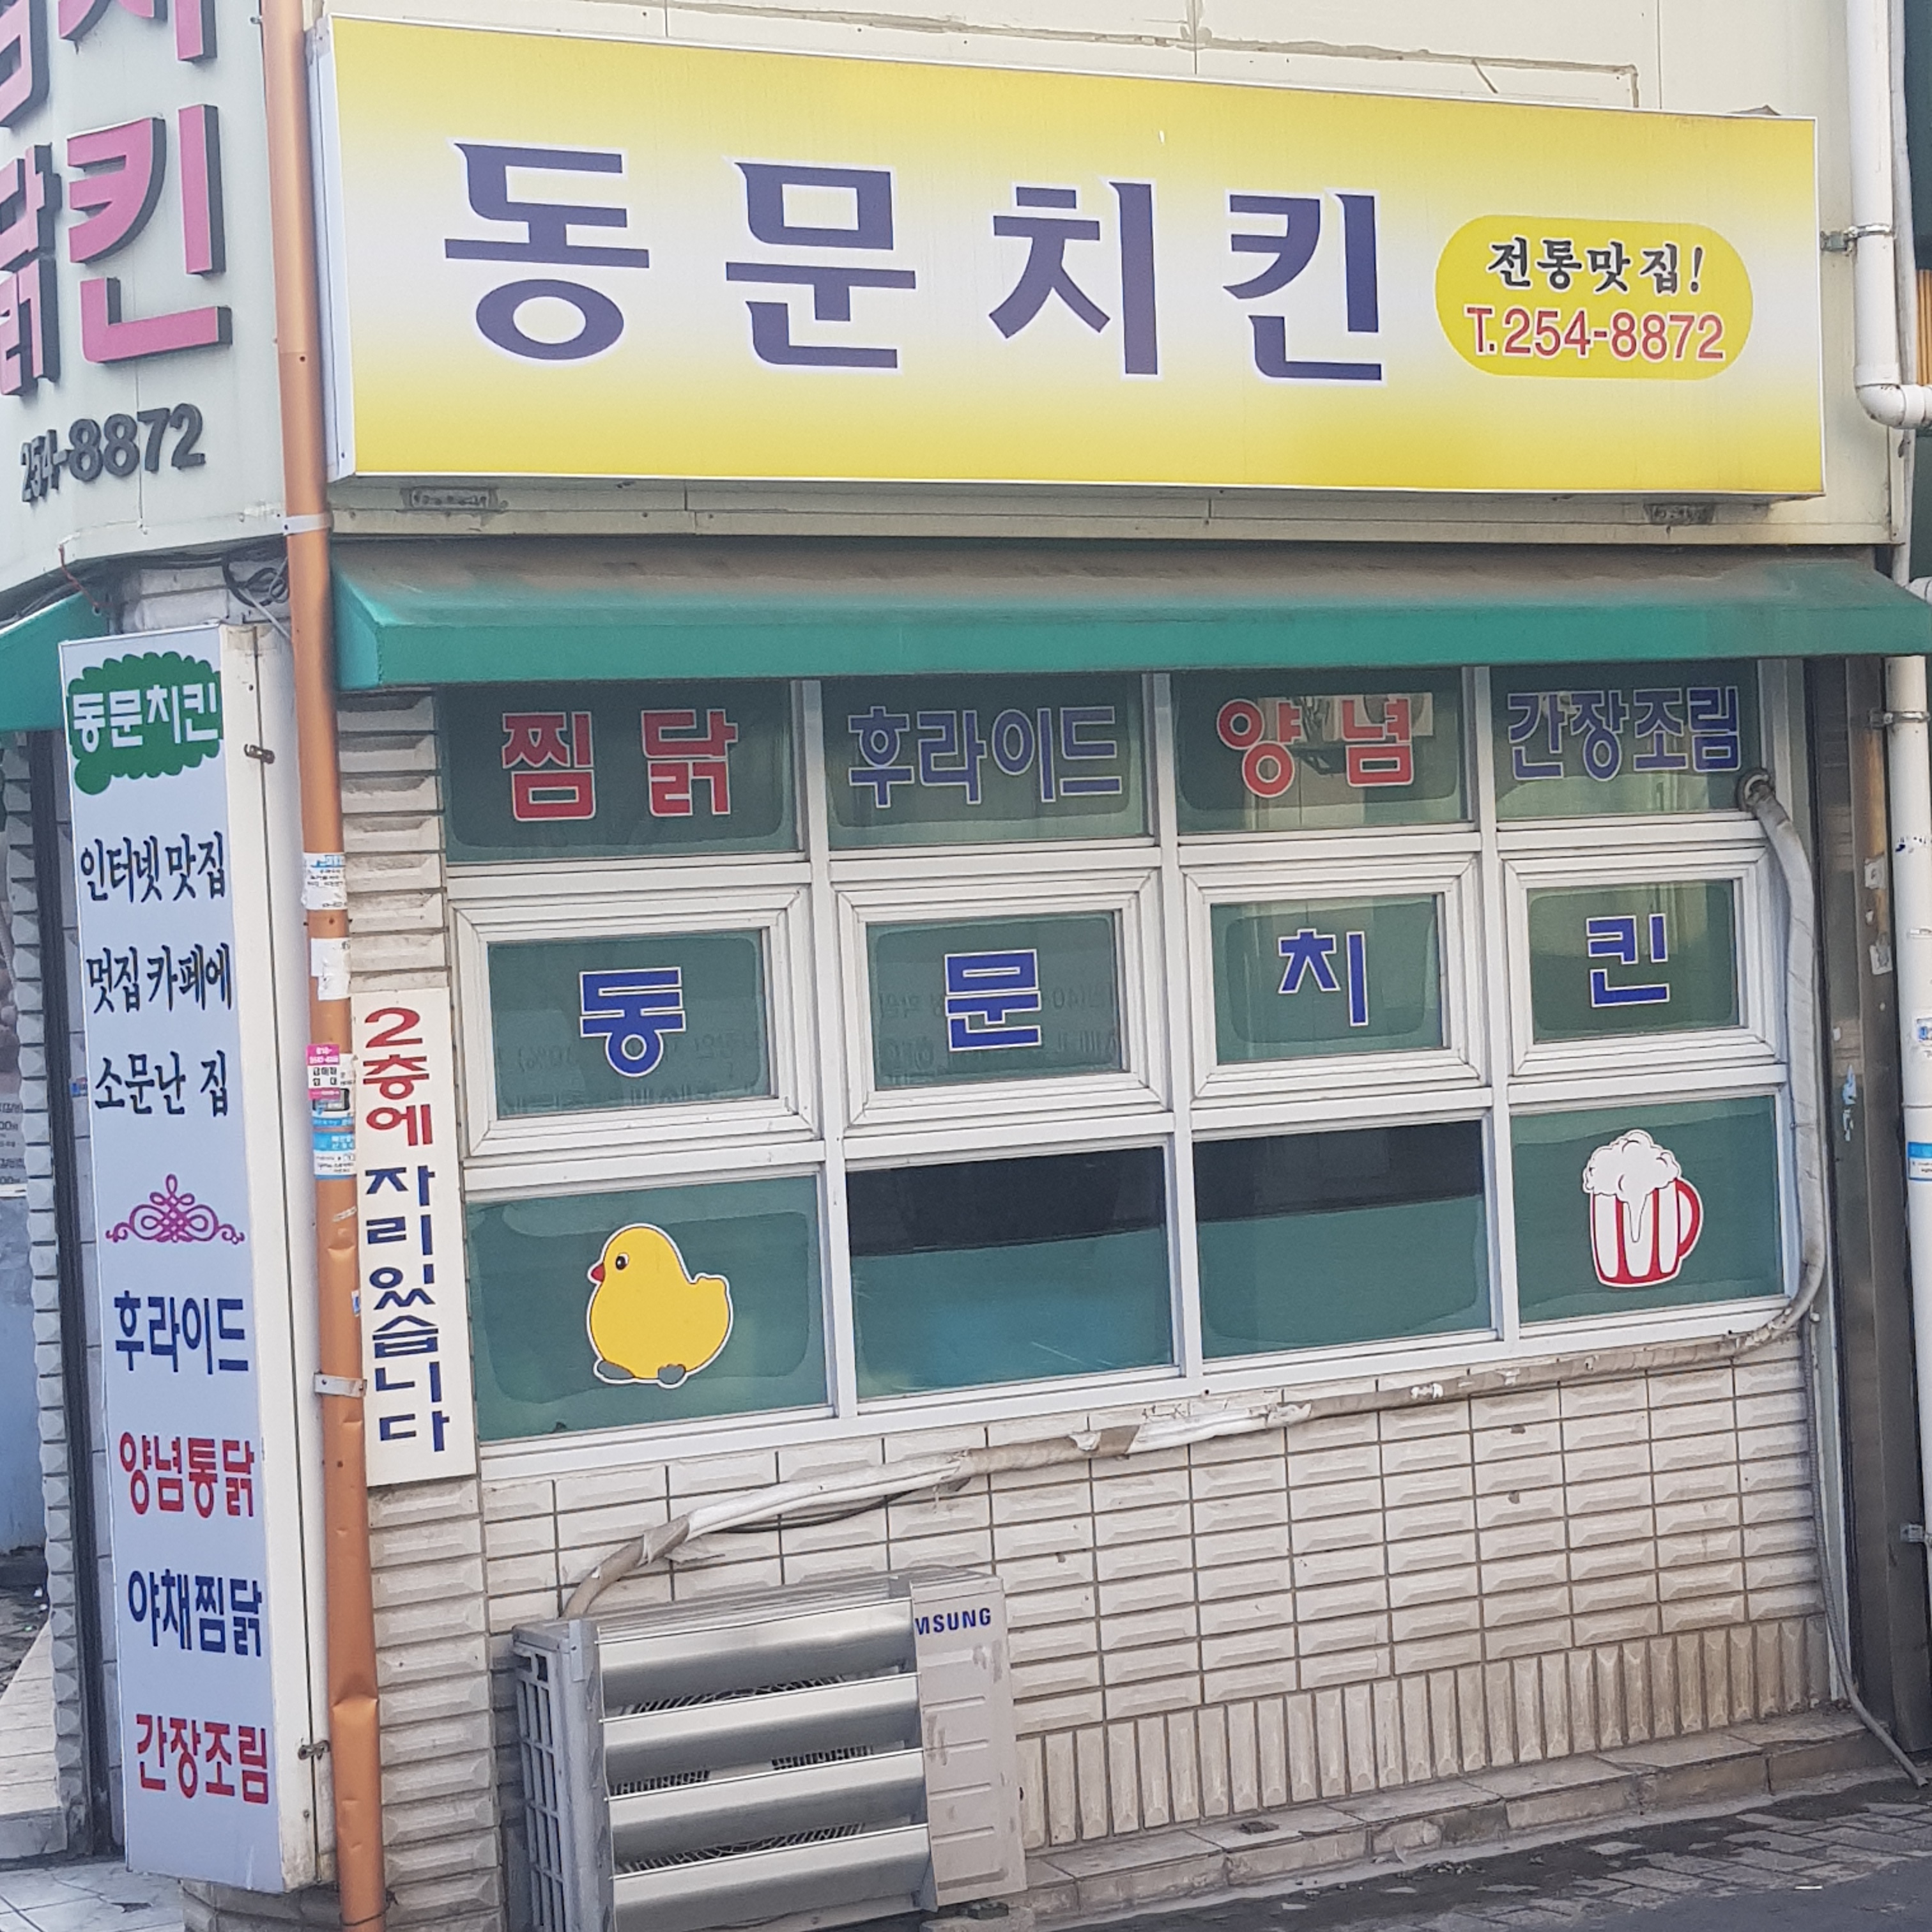 킨
254-8872
동문치킨
전통맛집!
T.254-8872
동문치킨
인터넷 맛집
멋집 카페에
소문난 집
후라이드
양념통닭
야채찜닭
간장조림
2층에 자리있습니다
찜닭
후라이드
양념
간장조림
동
문
치
킨
MSUNG